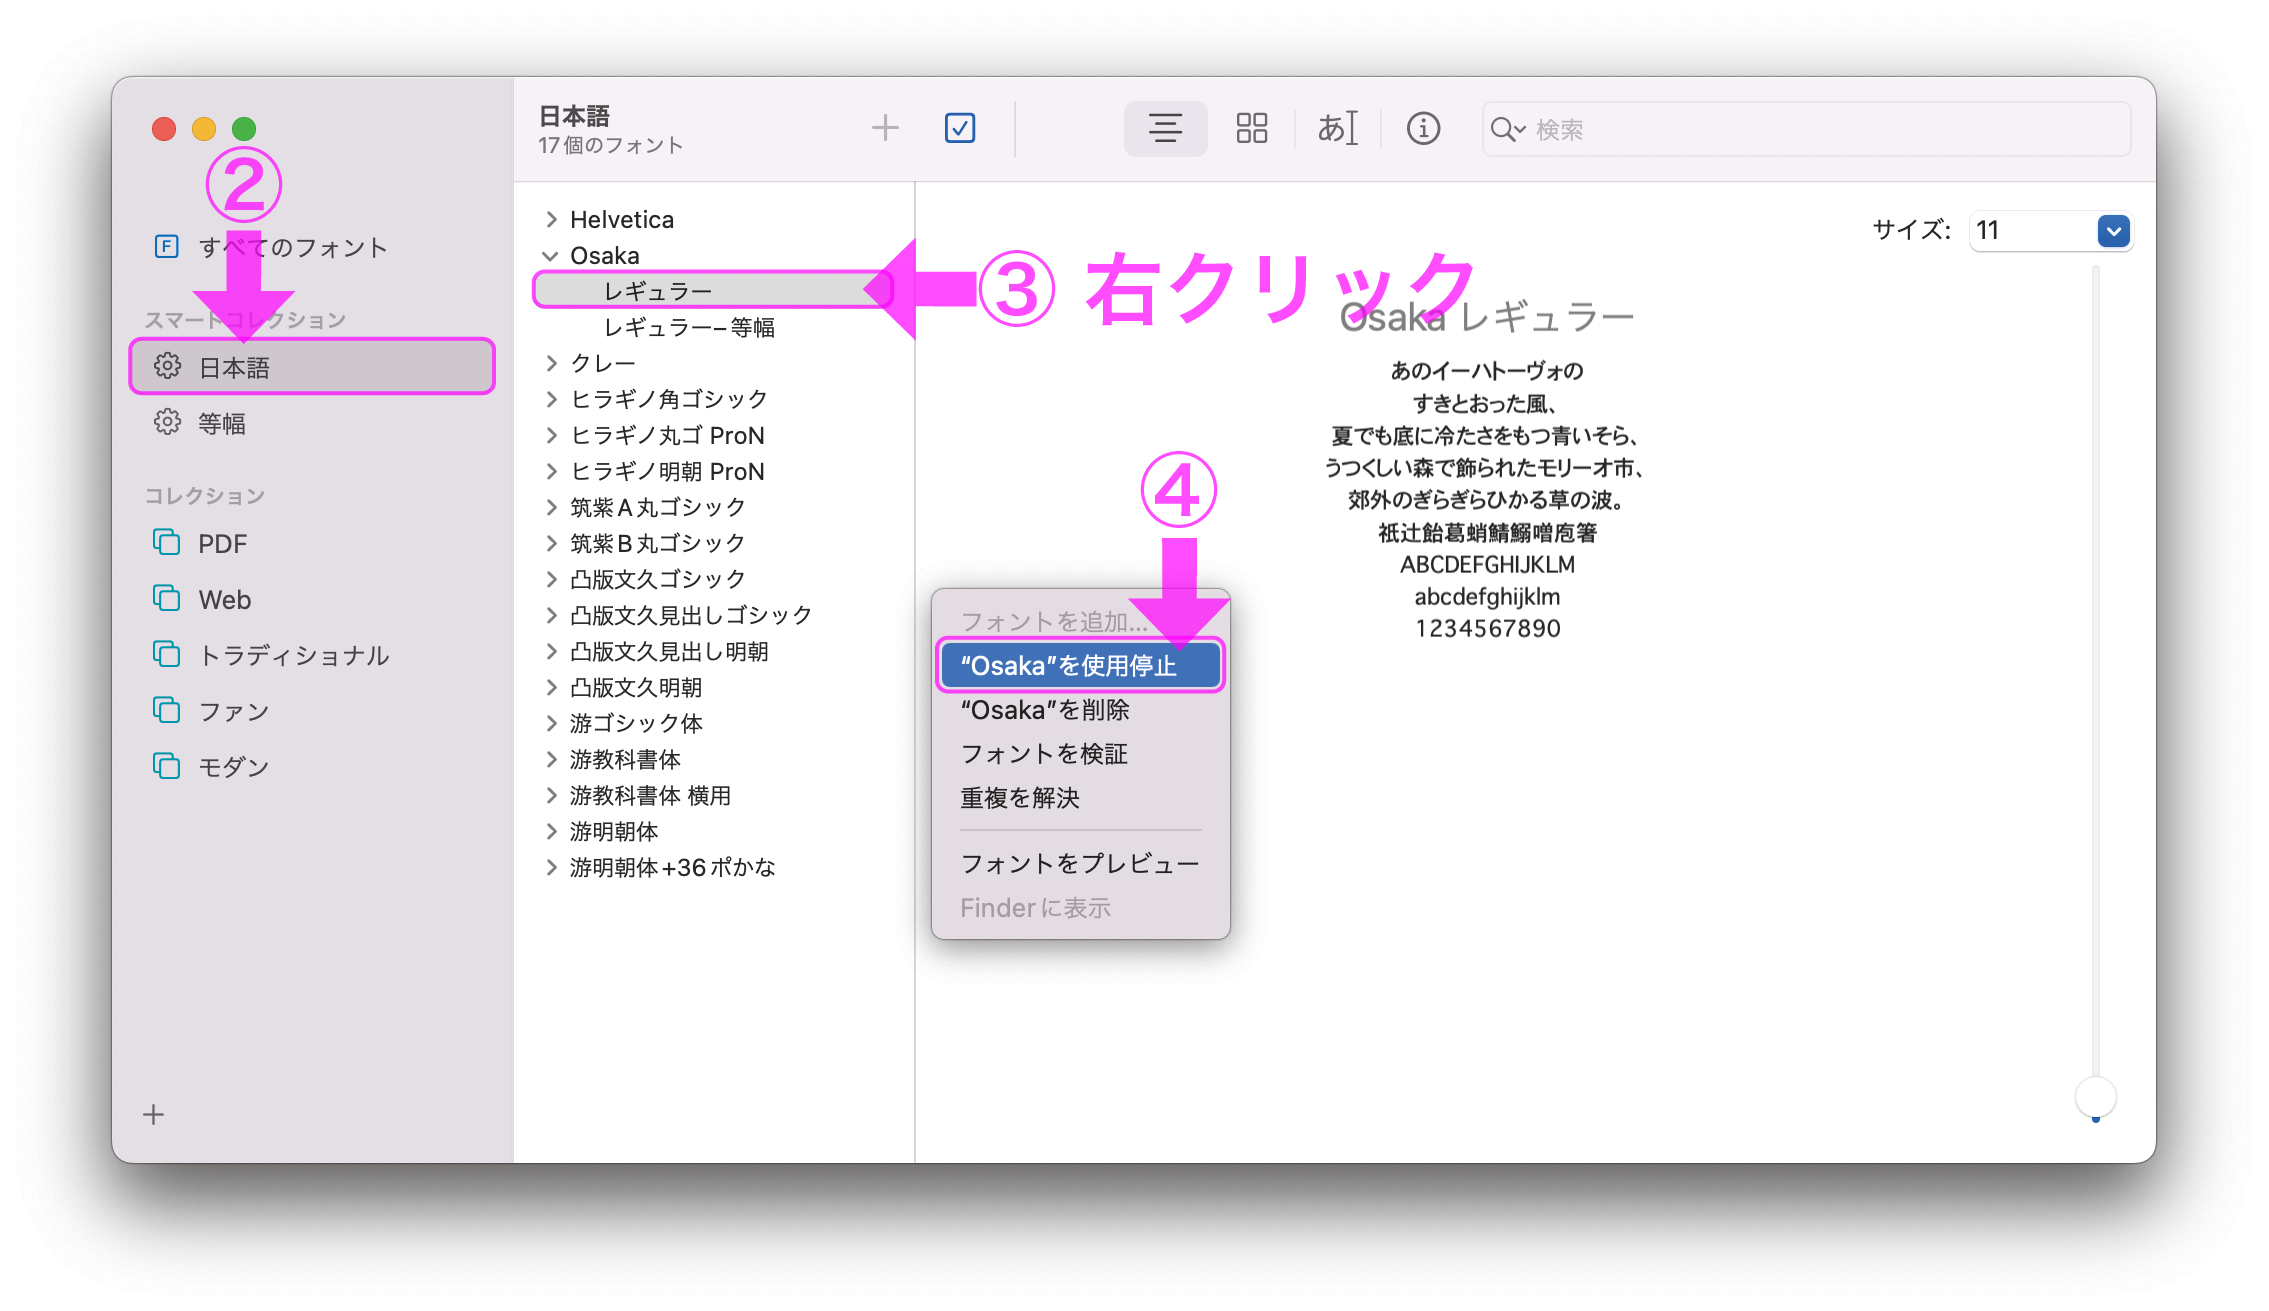 ②
F すべてのフォント
スマートコレクション
日本語
等幅
コレクション
PDF
Web
トラディショナル
ファン
モダン
日本語
17個のフォント
あ
検索
Helvetica
Osaka
レギュラー
レギュラー–等幅
クレー
ヒラギノ角ゴシック
ヒラギノ丸ゴ ProN
ヒラギノ明朝 ProN
筑紫A丸ゴシック
筑紫B丸ゴシック
凸版文久ゴシック
凸版文久見出しゴシック
凸版文久見出し明朝
凸版文久明朝
游ゴシック体
游教科書体
游教科書体 横用
游明朝体
游明朝体+36ポかな
③ 右クリック
サイズ: 11
Osaka レギュラー
あのイーハトーヴォの
すきとおった風、
夏でも底に冷たさをもつ青いそら、
うつくしい森で飾られたモリーオ市、
郊外のぎらぎらひかる草の波。
祇辻飴葛蛸鯖鰯噌庖箸
ABCDEFGHIJKLM
abcdefghijklm
1234567890
④
フォントを追加...
“Osaka”を使用停止
“Osaka”を削除
フォントを検証
重複を解決
フォントをプレビュー
Finderに表示